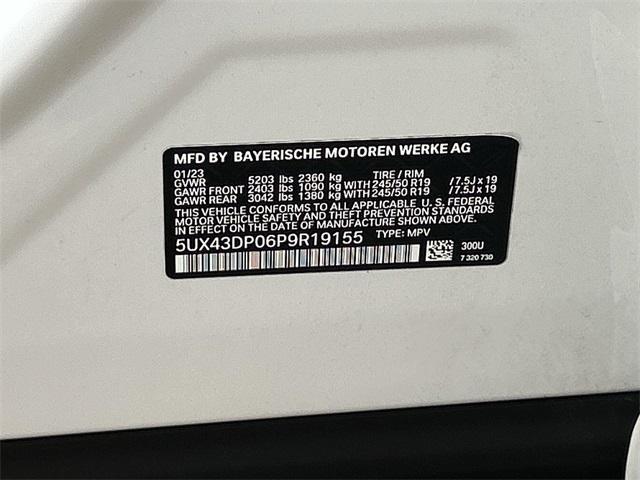 MFD BY BAYERISCHE MOTOREN WERKE AG
01/23
GVWR 5203 lbs 2360 kg TIRE / RIM
GAWR FRONT 2403 lbs 1090 kg WITH 245/50 R19 /7.5J x 19
GAWR REAR 3042 lbs 1380 kg WITH 245/50 R19 /7.5J x 19
THIS VEHICLE CONFORMS TO ALL APPLICABLE U. S. FEDERAL
MOTOR VEHICLE SAFETY AND THEFT PREVENTION STANDARDS
IN EFFECT ON THE DATE OF MANUFACTURE SHOWN ABOVE.
5UX43DP06P9R19155 TYPE: MPV
300U
7 320 730